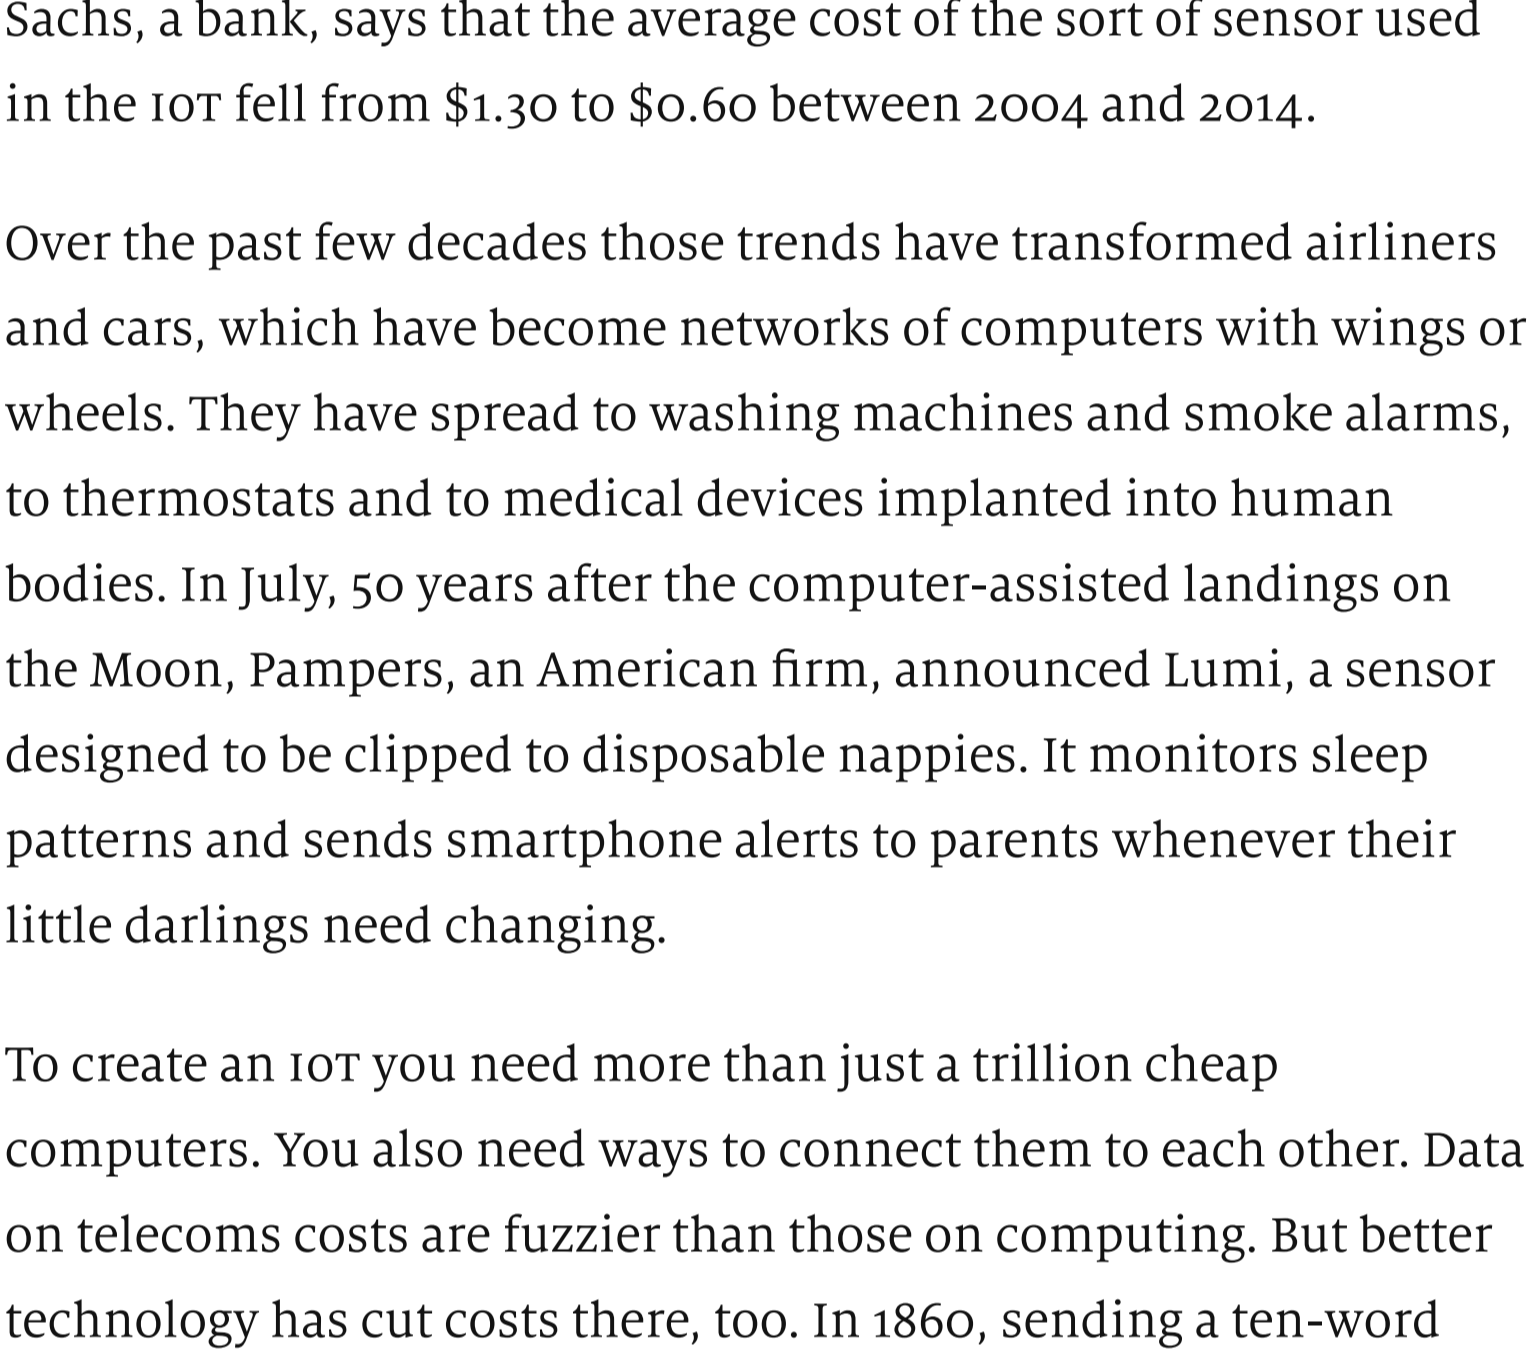 Sachs, a bank, says that the average cost of the sort of sensor used
in the IOT fell from $1.30 to $0.60 between 2004 and 2014.
Over the past few decades those trends have transformed airliners
and cars, which have become networks of computers with wings or
wheels. They have spread to washing machines and smoke alarms,
to thermostats and to medical devices implanted into human
bodies. In July, 50 years after the computer-assisted landings on
the Moon, Pampers, an American firm, announced Lumi, a sensor
designed to be clipped to disposable nappies. It monitors sleep
patterns and sends smartphone alerts to parents whenever their
little darlings need changing.
To create an IOT you need more than just a trillion cheap
computers. You also need ways to connect them to each other. Data
on telecoms costs are fuzzier than those on computing. But better
technology has cut costs there, too. In 1860, sending a ten-word